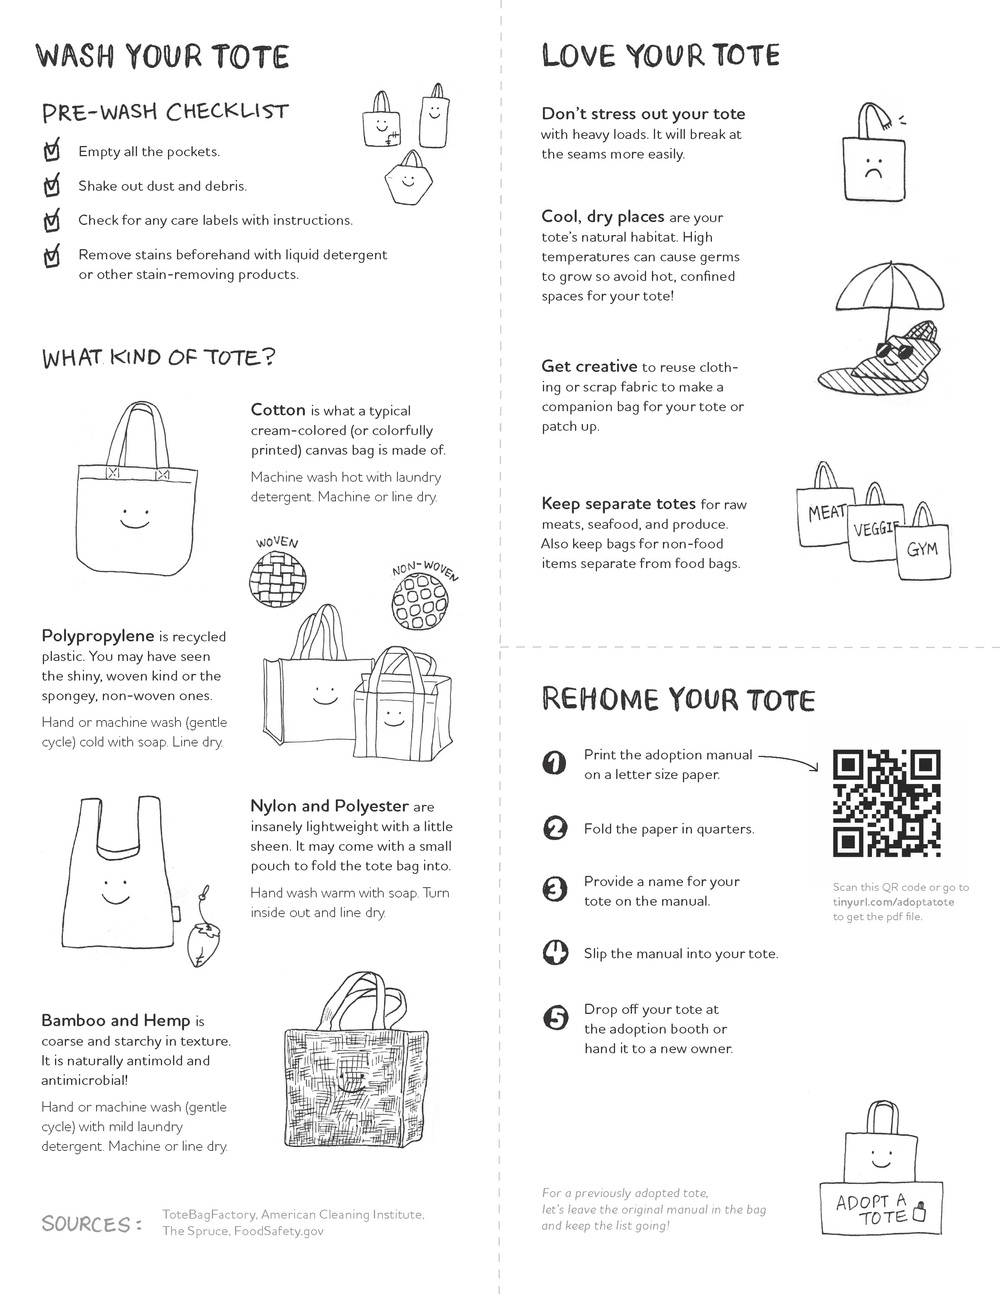 WASH YOUR TOTE
PRE-WASH CHECKLIST
Empty all the pockets.
Shake out dust and debris.
Check for any care labels with instructions.
Remove stains beforehand with liquid detergent
or other stain-removing products.
WHAT KIND OF TOTE?
Cotton is what a typical
cream-colored (or colorfully
printed) canvas bag is made of.
Machine wash hot with laundry
detergent. Machine or line dry.
WOVEN
NON-WOVEN
Polypropylene is recycled
plastic. You may have seen
the shiny, woven kind or the
spongey, non-woven ones.
Hand or machine wash (gentle
cycle) cold with soap. Line dry.
Nylon and Polyester are
insanely lightweight with a little
sheen. It may come with a small
pouch to fold the tote bag into.
Hand wash warm with soap. Turn
inside out and line dry.
Bamboo and Hemp is
coarse and starchy in texture.
It is naturally antimold and
antimicrobial!
Hand or machine wash (gentle
cycle) with mild laundry
detergent. Machine or line dry.
SOURCES:
ToteBagFactory, American Cleaning Institute,
The Spruce, FoodSafety.gov
LOVE YOUR TOTE
Don't stress out your tote
with heavy loads. It will break at
the seams more easily.
Cool, dry places are your
tote's natural habitat. High
temperatures can cause germs
to grow so avoid hot, confined
spaces for your tote!
Get creative to reuse cloth-
ing or scrap fabric to make a
companion bag for your tote or
patch up.
Keep separate totes for raw
meats, seafood, and produce.
Also keep bags for non-food
items separate from food bags.
MEAT
VEGGIE
GYM
REHOME YOUR TOTE
1 Print the adoption manual
on a letter size paper.
2 Fold the paper in quarters.
3 Provide a name for your
tote on the manual.
4 Slip the manual into your tote.
5 Drop off your tote at
the adoption booth or
hand it to a new owner.
Scan this QR code or go to
tinyurl.com/adoptatote
to get the pdf file.
For a previously adopted tote,
let's leave the original manual in the bag
and keep the list going!
ADOPT A
TOTE